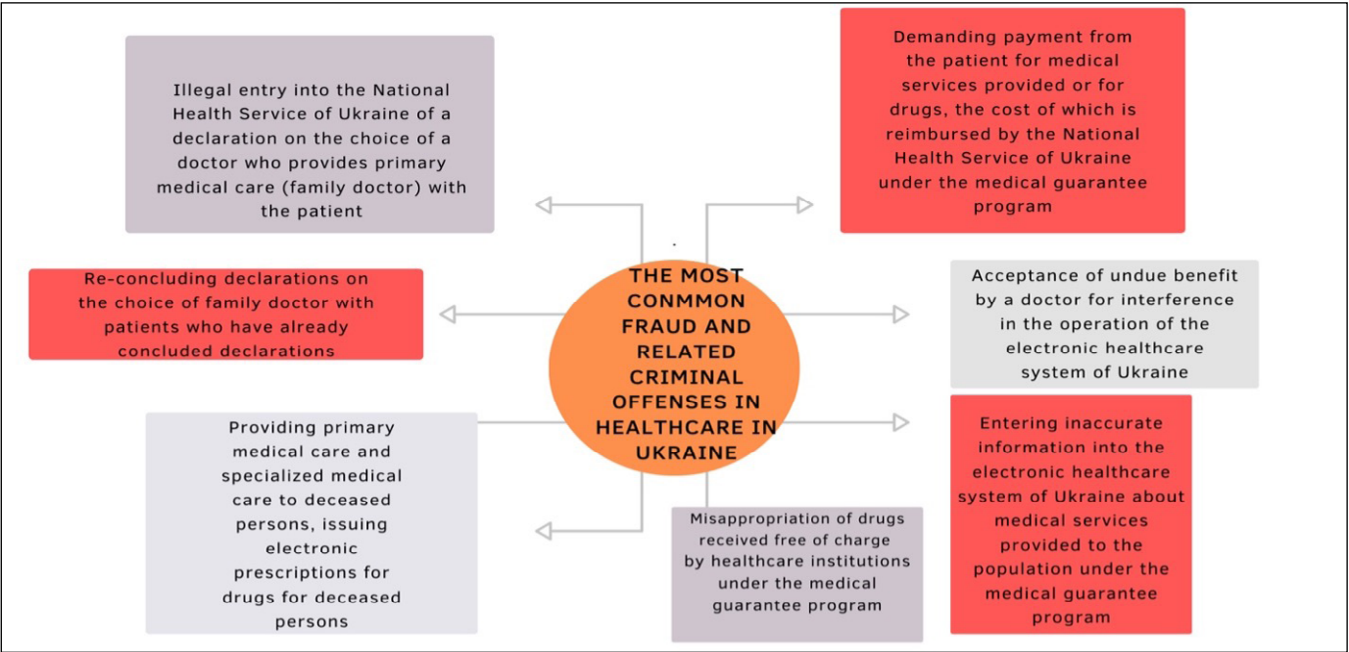 Illegal entry into the National
Health Service of Ukraine of a
declaration on the choice of a
doctor who provides primary
medical care (family doctor) with
the patient
Demanding payment from
the patient for medical
services provided or for
drugs, the cost of which is
reimbursed by the National
Health Service of Ukraine
under the medical guarantee
program
Re-concluding declarations on
the choice of family doctor with
patients who have already
concluded declarations
THE MOST
CONMMON
FRAUD AND
RELATED
CRIMINAL
OFFENSES IN
HEALTHCARE IN
UKRAINE
Acceptance of undue benefit
by a doctor for interference
in the operation of the
electronic healthcare
system of Ukraine
Providing primary
medical care and
specialized medical
care to deceased
persons, issuing
electronic
prescriptions for
drugs for deceased
persons
Misappropriation of drugs
received free of charge
by healthcare institutions
under the medical
guarantee program
Entering inaccurate
information into the
electronic healthcare
system of Ukraine about
medical services
provided to the
population under the
medical guarantee
program